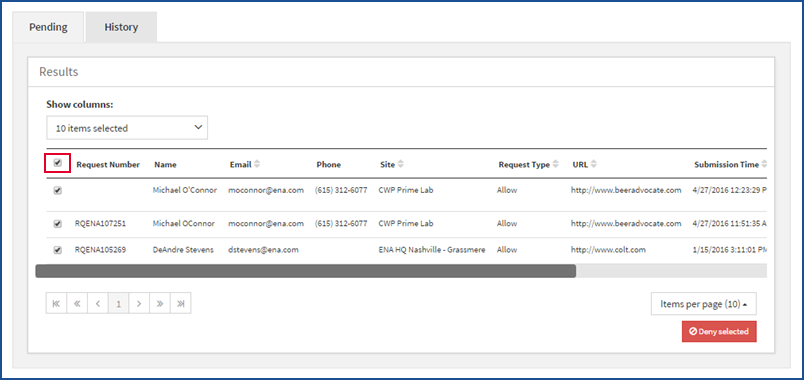 Pending History
Results
Show columns:
10 items selected
Request Number Name Email Phone Site Request Type URL Submission Time
Michael O'Connor moconnor@ena.com (615) 312-6077 CWP Prime Lab Allow http://www.beeradvocate.com 4/27/2016 12:23:29 P
RQENA107251 Michael OConnor moconnor@ena.com (615) 312-6077 CWP Prime Lab Allow http://www.beeradvocate.com 4/27/2016 11:51:35 A
RQENA105269 DeAndre Stevens dstevens@ena.com ENA HQ Nashville - Grassmere Allow http://www.colt.com 1/15/2016 3:11:01 PM
1 Items per page (10)
Deny selected